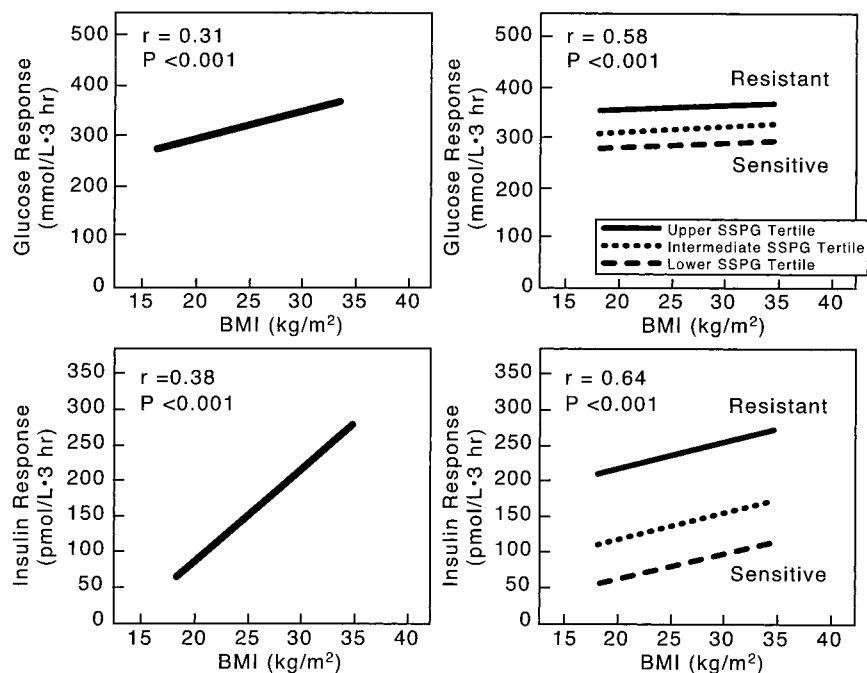 r = 0.31
P <0.001
500
400
300
200
100
0
Glucose Response
(mmol/L•3 hr)
15 20 25 30 35 40
BMI (kg/m²)
r = 0.58
P <0.001
Resistant
Sensitive
500
400
300
200
100
0
Glucose Response
(mmol/L•3 hr)
Upper SSPG Tertile
Intermediate SSPG Tertile
Lower SSPG Tertile
15 20 25 30 35 40
BMI (kg/m²)
r =0.38
P <0.001
350
300
250
200
150
100
50
0
Insulin Response
(pmol/L•3 hr)
15 20 25 30 35 40
BMI (kg/m²)
r = 0.64
P <0.001
Resistant
Sensitive
350
300
250
200
150
100
50
0
Insulin Response
(pmol/L•3 hr)
15 20 25 30 35 40
BMI (kg/m²)